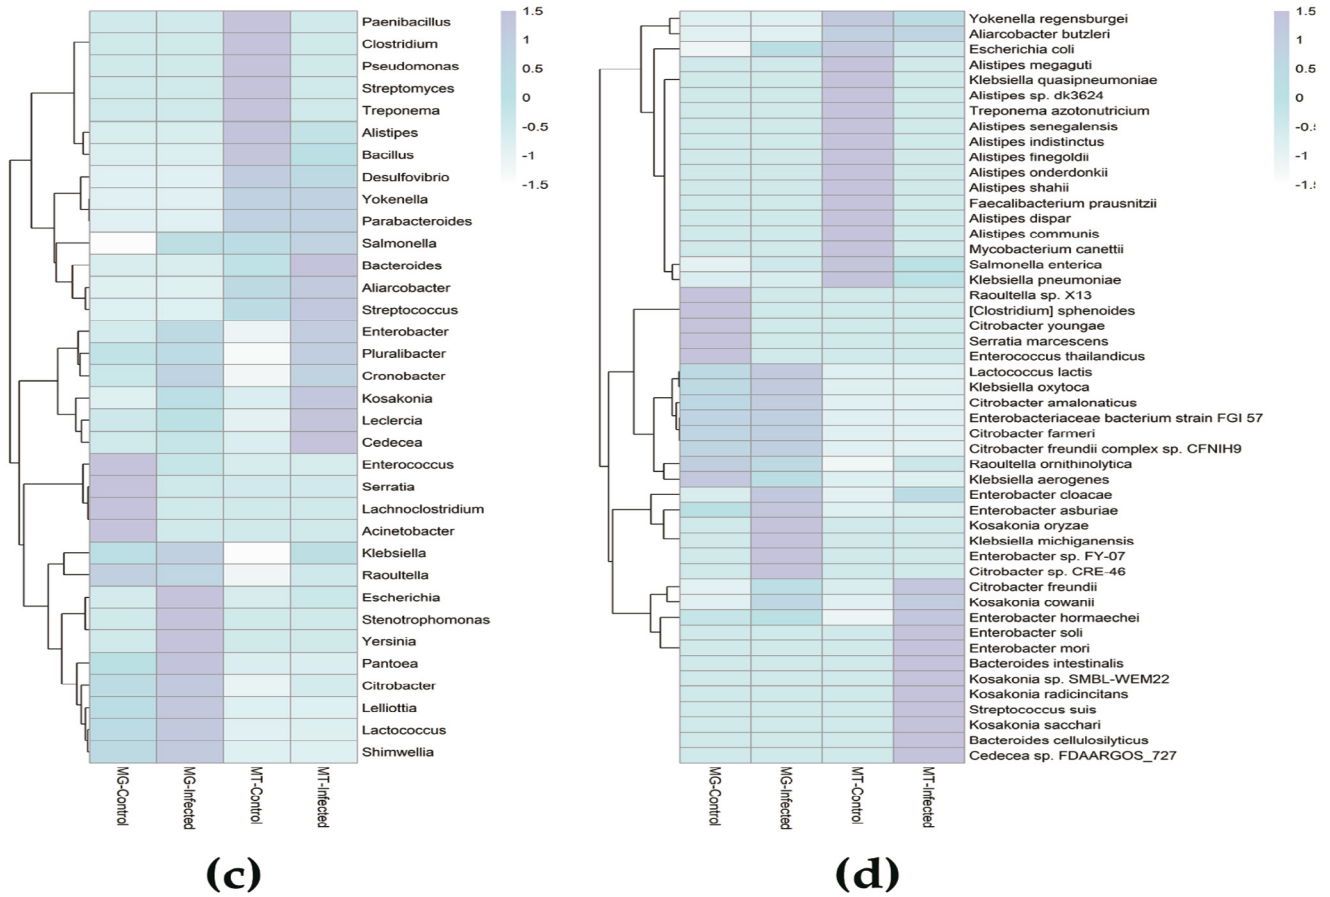 Paenibacillus
Clostridium
Pseudomonas
Streptomyces
Treponema
Alistipes
Bacillus
Desulfovibrio
Yokenella
Parabacteroides
Salmonella
Bacteroides
Aliarcobacter
Streptococcus
Enterobacter
Pluralibacter
Cronobacter
Kosakonia
Leclercia
Cedecea
Enterococcus
Serratia
Lachnoclostridium
Acinetobacter
Klebsiella
Raoultella
Escherichia
Stenotrophomonas
Yersinia
Pantoea
Citrobacter
Lelliottia
Lactococcus
Shimwellia
1.5
1
0.5
0
-0.5
-1
-1.5
MG-Control
MG-Infected
MT-Control
MT-Infected
(c)
Yokenella regensburgei
Aliarcobacter butzleri
Escherichia coli
Alistipes megaguti
Klebsiella quasipneumoniae
Alistipes sp. dk3624
Treponema azotonutricium
Alistipes senegalensis
Alistipes indistinctus
Alistipes finegoldii
Alistipes onderdonkii
Alistipes shahii
Faecalibacterium prausnitzii
Alistipes dispar
Alistipes communis
Mycobacterium canettii
Salmonella enterica
Klebsiella pneumoniae
Raoultella sp. X13
[Clostridium] sphenoides
Citrobacter youngae
Serratia marcescens
Enterococcus thailandicus
Lactococcus lactis
Klebsiella oxytoca
Citrobacter amalonaticus
Enterobacteriaceae bacterium strain FGI 57
Citrobacter farmeri
Citrobacter freundii complex sp. CFNIH9
Raoultella ornithinolytica
Klebsiella aerogenes
Enterobacter cloacae
Enterobacter asburiae
Kosakonia oryzae
Klebsiella michiganensis
Enterobacter sp. FY-07
Citrobacter sp. CRE-46
Citrobacter freundii
Kosakonia cowanii
Enterobacter hormaechei
Enterobacter soli
Enterobacter mori
Bacteroides intestinalis
Kosakonia sp. SMBL-WEM22
Kosakonia radicincitans
Streptococcus suis
Kosakonia sacchari
Bacteroides cellulosilyticus
Cedecea sp. FDAARGOS_727
1.5
1
0.5
0
-0.5
-1
MG-Control
MG-Infected
MT-Control
MT-Infected
(d)